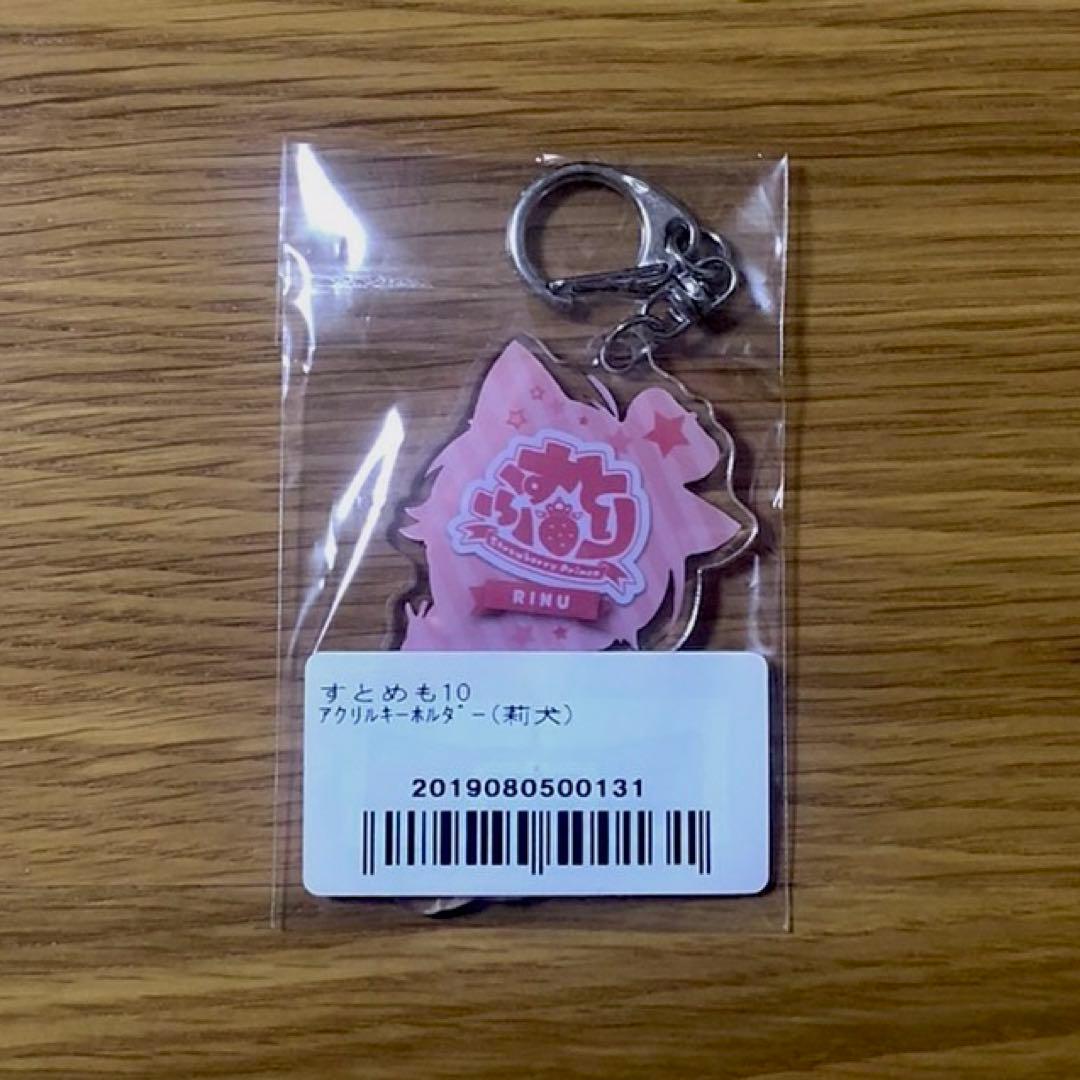 すとぷり
Strawberry Prince
RINU
すとめも10
アクリルキーホルダー(莉犬)
2019080500131